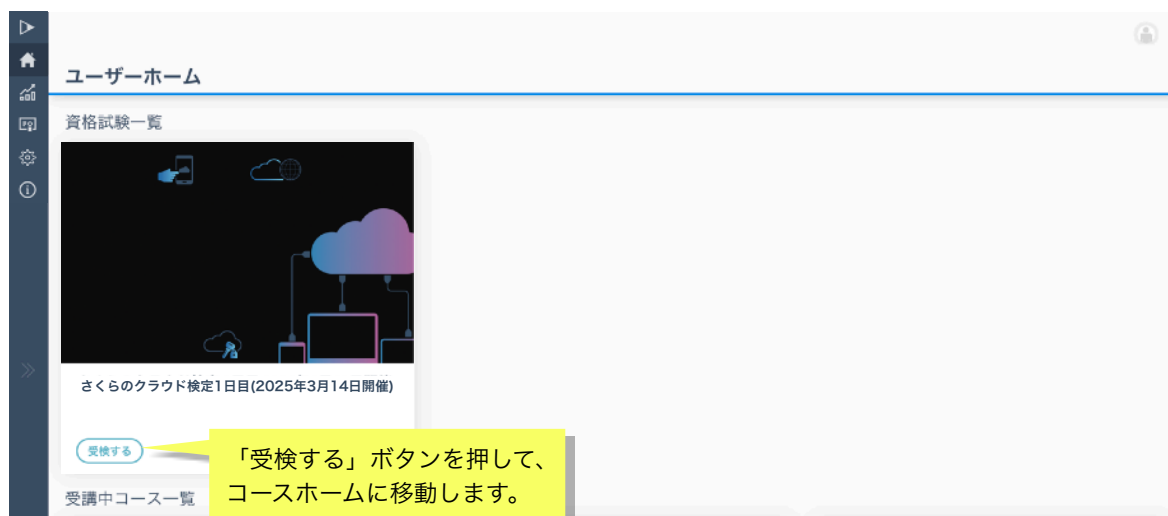 ユーザーホーム
資格試験一覧
さくらのクラウド検定1日目(2025年3月14日開催)
受検する
「受検する」ボタンを押して、
コースホームに移動します。
受講中コース一覧